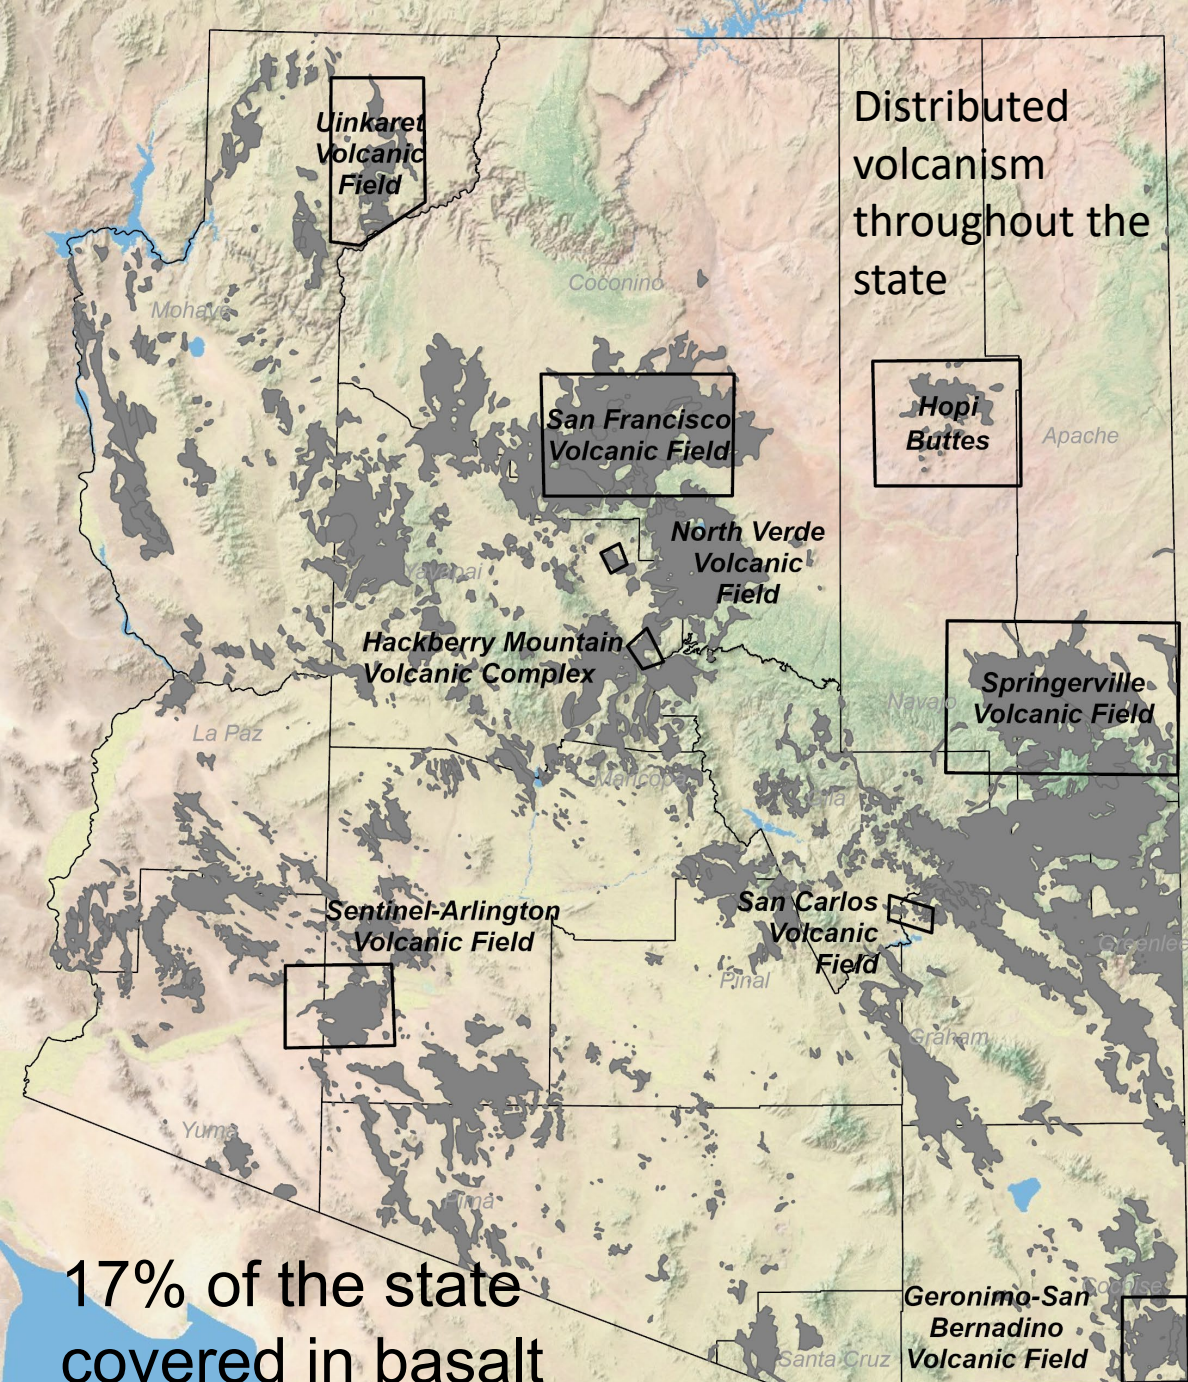 Distributed
volcanism
throughout the
state
Uinkaret
Volcanic
Field
Coconino
Mohave
San Francisco
Volcanic Field
Hopi
Buttes
Apache
North Verde
Volcanic
Field
Yavapai
Hackberry Mountain
Volcanic Complex
Springerville
Volcanic Field
Navajo
La Paz
Maricopa
Gila
Sentinel-Arlington
Volcanic Field
San Carlos
Volcanic
Field
Greenlee
Pinal
Graham
Yuma
Pima
17% of the state
covered in basalt
Cochise
Geronimo-San
Bernadino
Volcanic Field
Santa Cruz